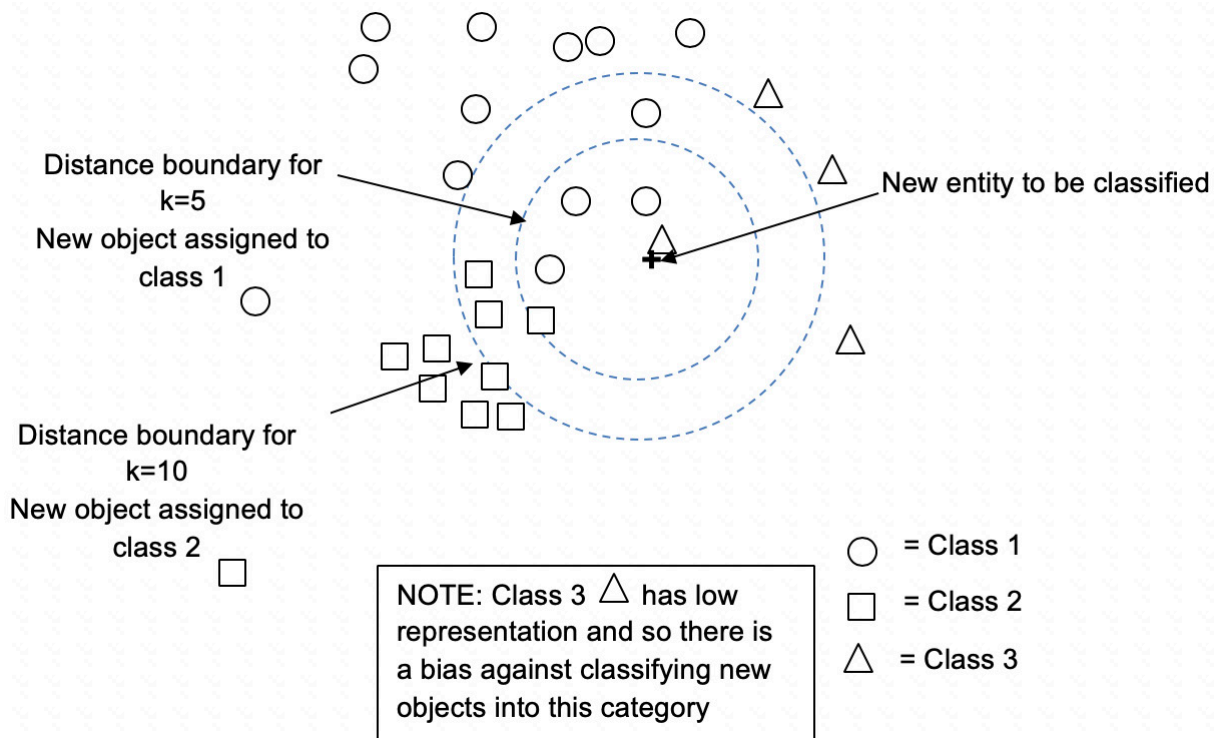 Distance boundary for
k=5
New object assigned to
class 1
New entity to be classified
Distance boundary for
k=10
New object assigned to
class 2
NOTE: Class 3 has low
representation and so there is
a bias against classifying new
objects into this category
= Class 1
= Class 2
= Class 3